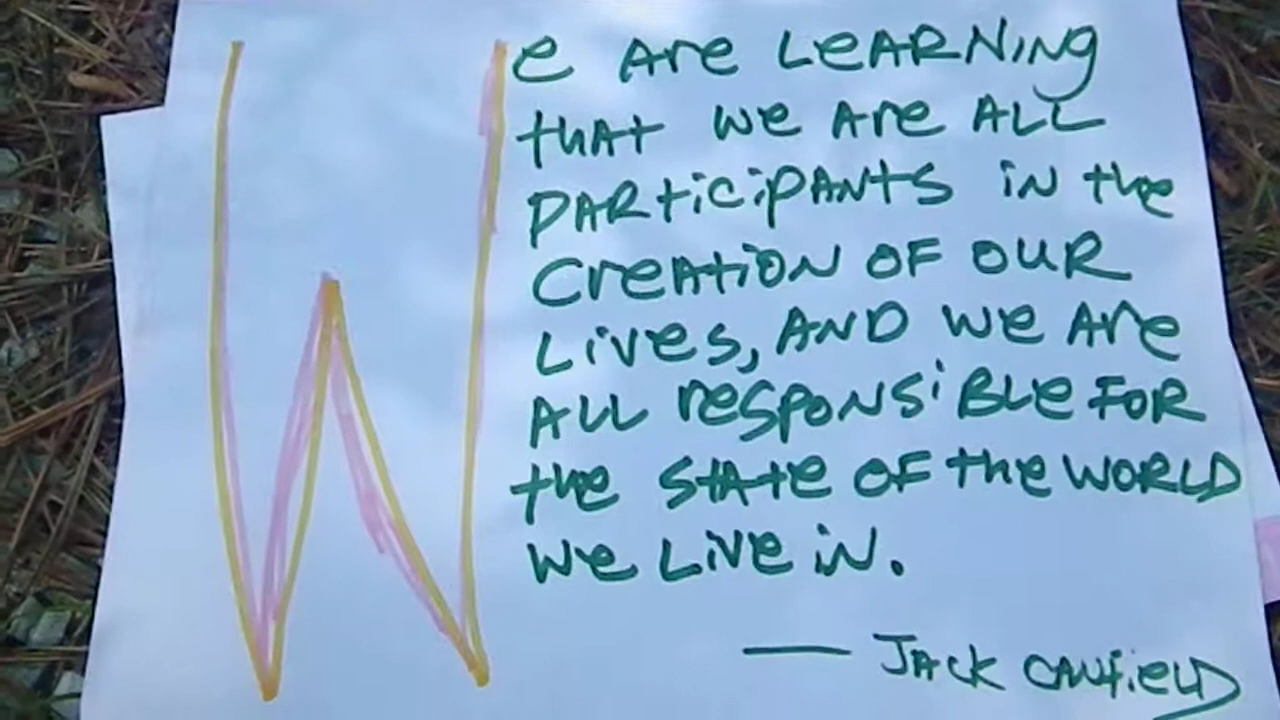 We Are LeARNiNg
tHAT we Are ALL
PARticiPANtS iN the
CreAtiON OF OUR
LiveS, AND we Are
ALL reSPONSiBLe FOR
the StAte OF the WORLD
we Live iN.
— JACK CANFieLD